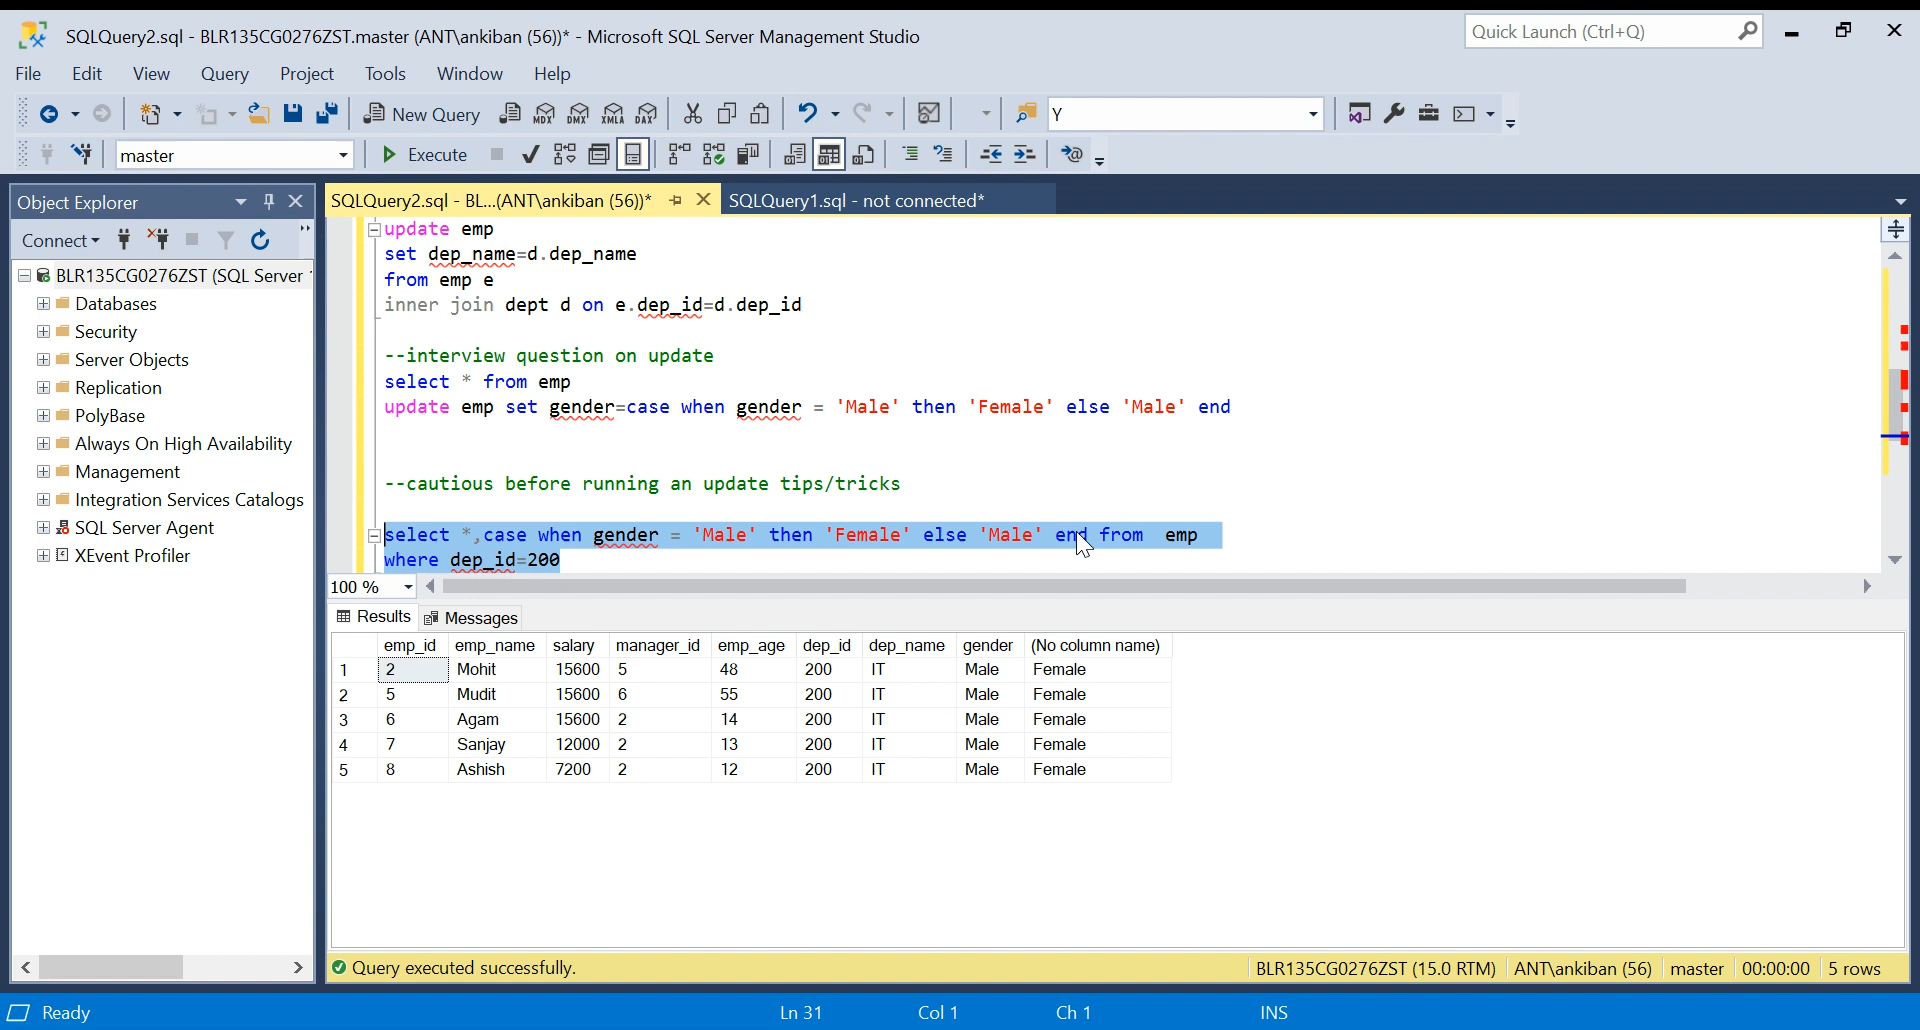 SQLQuery2.sql - BLR135CG0276ZST.master (ANT\ankiban (56))* - Microsoft SQL Server Management Studio
Quick Launch (Ctrl+Q)
File Edit View Query Project Tools Window Help
New Query MDX DMX XMLA DAX Y
master Execute
Object Explorer
SQLQuery2.sql - BL...(ANT\ankiban (56))*
SQLQuery1.sql - not connected*
Connect
BLR135CG0276ZST (SQL Server
Databases
Security
Server Objects
Replication
PolyBase
Always On High Availability
Management
Integration Services Catalogs
SQL Server Agent
XEvent Profiler
update emp
set dep_name=d.dep_name
from emp e
inner join dept d on e.dep_id=d.dep_id
--interview question on update
select * from emp
update emp set gender=case when gender = 'Male' then 'Female' else 'Male' end
--cautious before running an update tips/tricks
select *,case when gender = 'Male' then 'Female' else 'Male' end from  emp
where dep_id=200
100 %
Results Messages
emp_id emp_name salary manager_id emp_age dep_id dep_name gender (No column name)
1 2 Mohit 15600 5 48 200 IT Male Female
2 5 Mudit 15600 6 55 200 IT Male Female
3 6 Agam 15600 2 14 200 IT Male Female
4 7 Sanjay 12000 2 13 200 IT Male Female
5 8 Ashish 7200 2 12 200 IT Male Female
Query executed successfully.
BLR135CG0276ZST (15.0 RTM) ANT\ankiban (56) master 00:00:00 5 rows
Ready Ln 31 Col 1 Ch 1 INS